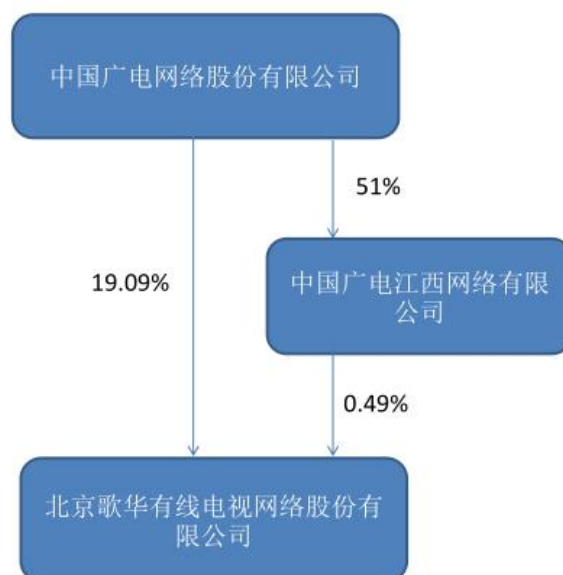 中国广电网络股份有限公司
51%
19.09%
中国广电江西网络有限
公司
0.49%
北京歌华有线电视网络股份有
限公司